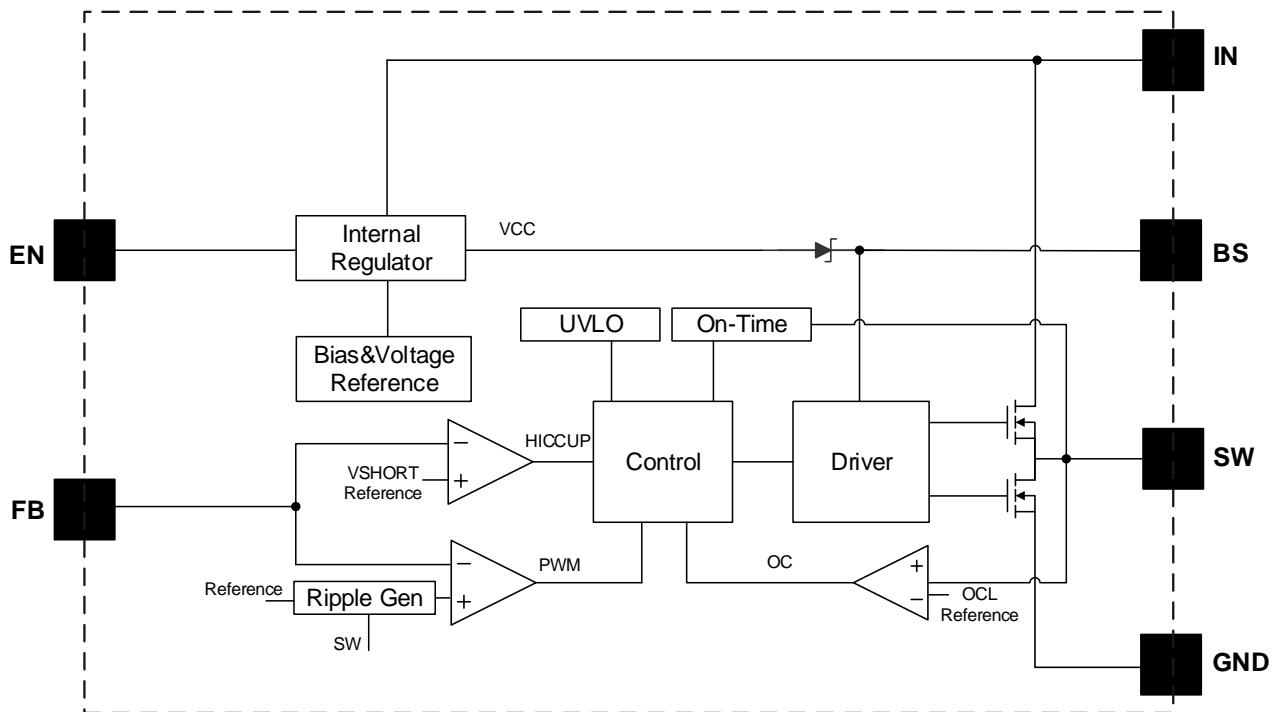 IN
EN
Internal
Regulator
VCC
BS
UVLO
On-Time
Bias&Voltage
Reference
HICCUP
VSHORT
Reference
Control
Driver
SW
FB
PWM
OC
Reference
Ripple Gen
OCL
Reference
SW
GND
−
+
−
+
+
−